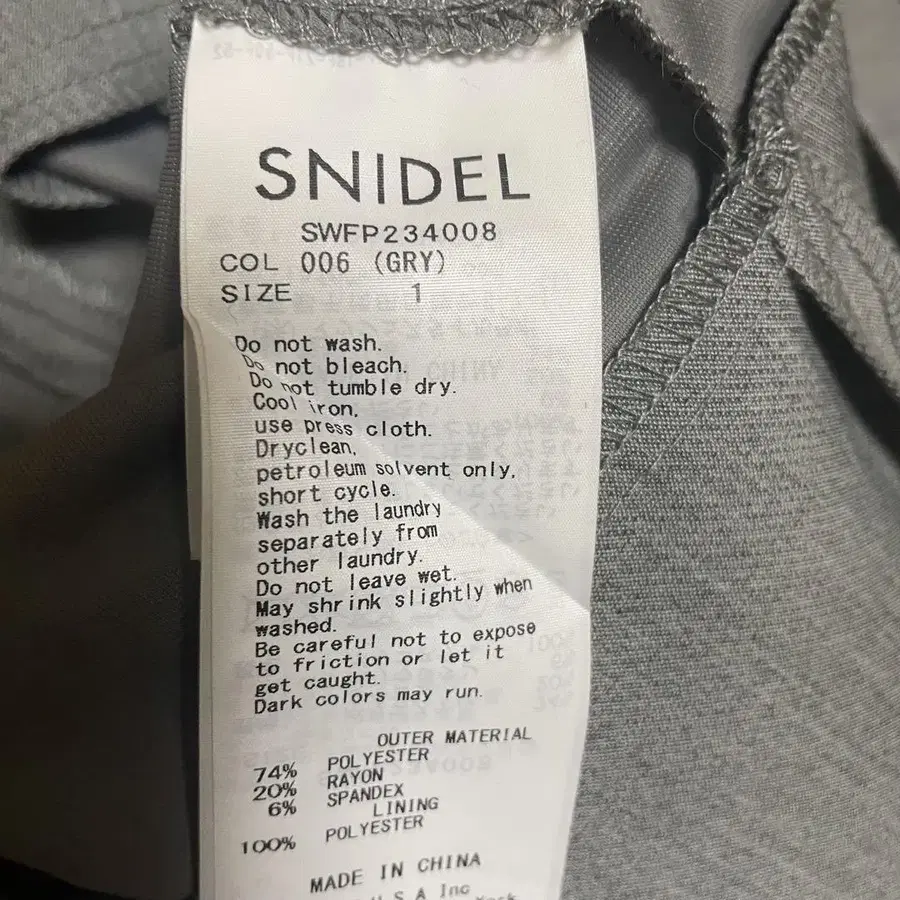 SNIDEL
SWFP234008
COL 006 (GRY)
SIZE 1
Do not wash.
Do not bleach.
Do not tumble dry.
Cool iron,
use press cloth.
Dryclean,
petroleum solvent only,
short cycle.
Wash the laundry
separately from
other laundry.
Do not leave wet.
May shrink slightly when
washed.
Be careful not to expose
to friction or let it
get caught.
Dark colors may run.
OUTER MATERIAL
74% POLYESTER
20% RAYON
6% SPANDEX
LINING
100% POLYESTER
MADE IN CHINA
U.S.A Inc